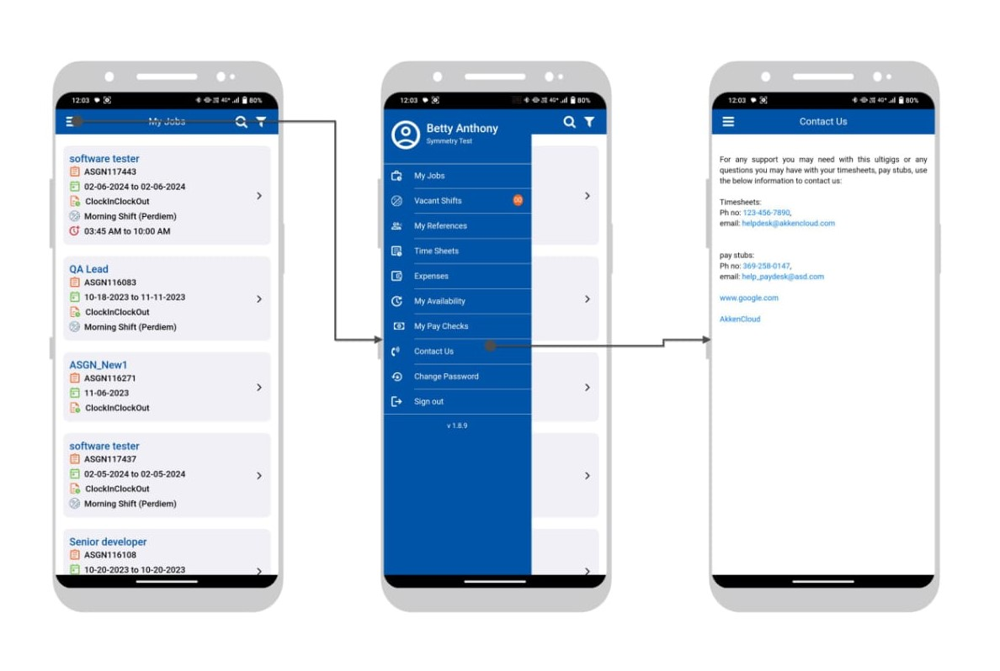 12:03
4G+
80%
My Jobs
software tester
ASGN117443
02-06-2024 to 02-06-2024
ClockInClockOut
Morning Shift (Perdiem)
03:45 AM to 10:00 AM
QA Lead
ASGN116083
10-18-2023 to 11-11-2023
ClockInClockOut
Morning Shift (Perdiem)
ASGN_New1
ASGN116271
11-06-2023
ClockInClockOut
software tester
ASGN117437
02-05-2024 to 02-05-2024
ClockInClockOut
Morning Shift (Perdiem)
Senior developer
ASGN116108
10-20-2023 to 10-20-2023
12:03
4G+
80%
Betty Anthony
Symmetry Test
My Jobs
Vacant Shifts
00
My References
Time Sheets
Expenses
My Availability
My Pay Checks
Contact Us
Change Password
Sign out
v 1.8.9
12:03
4G+
80%
Contact Us
For any support you may need with this ultigigs or any
questions you may have with your timesheets, pay stubs, use
the below information to contact us:
Timesheets:
Ph no: 123-456-7890,
email: helpdesk@akkencloud.com
pay stubs:
Ph no: 369-258-0147,
email: help_paydesk@asd.com
www.google.com
AkkenCloud